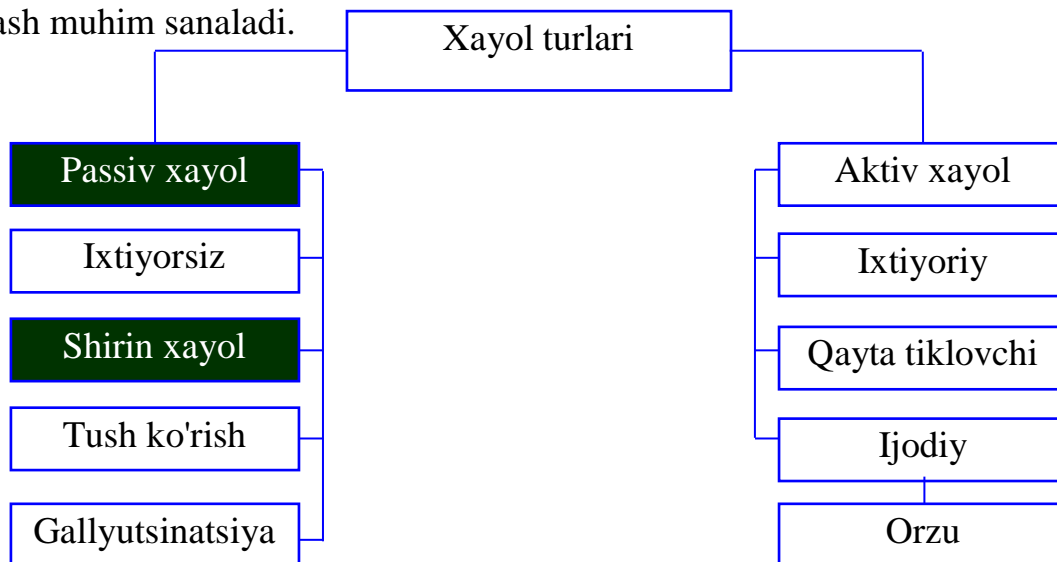 muhim sanaladi.
Xayol turlari
Passiv xayol
Ixtiyorsiz
Shirin xayol
Tush ko'rish
Gallyutsinatsiya
Aktiv xayol
Ixtiyoriy
Qayta tiklovchi
Ijodiy
Orzu